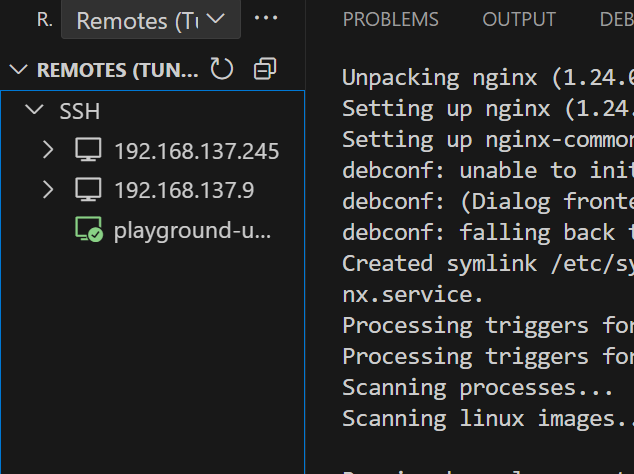 R. Remotes (Tu
REMOTES (TUN...
SSH
192.168.137.245
192.168.137.9
playground-u...
PROBLEMS OUTPUT DEB
Unpacking nginx (1.24.0
Setting up nginx (1.24.
Setting up nginx-common
debconf: unable to init
debconf: (Dialog fronte
debconf: falling back t
Created symlink /etc/sy
nx.service.
Processing triggers for
Processing triggers for
Scanning processes...
Scanning linux images..